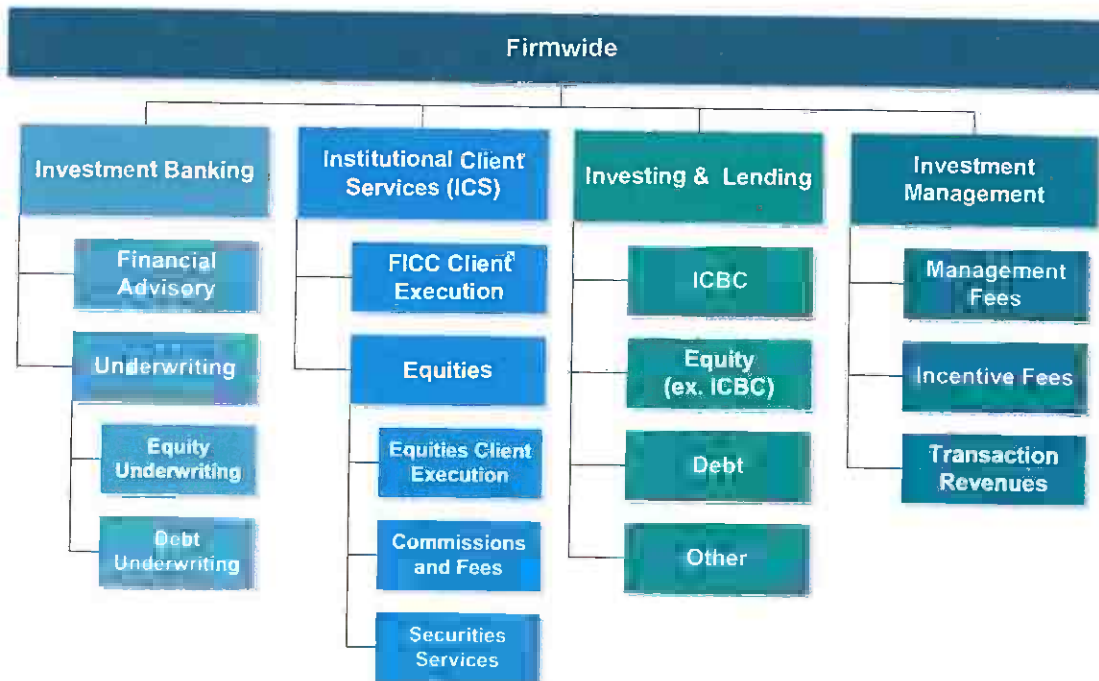 Firmwide
Investment Banking
Financial
Advisory
Underwriting
Equity
Underwriting
Debt
Underwriting
Institutional Client
Services (ICS)
FICC Client
Execution
Equities
Equities Client
Execution
Commissions
and Fees
Securities
Services
Investing & Lending
ICBC
Equity
(ex. ICBC)
Debt
Other
Investment
Management
Management
Fees
Incentive Fees
Transaction
Revenues